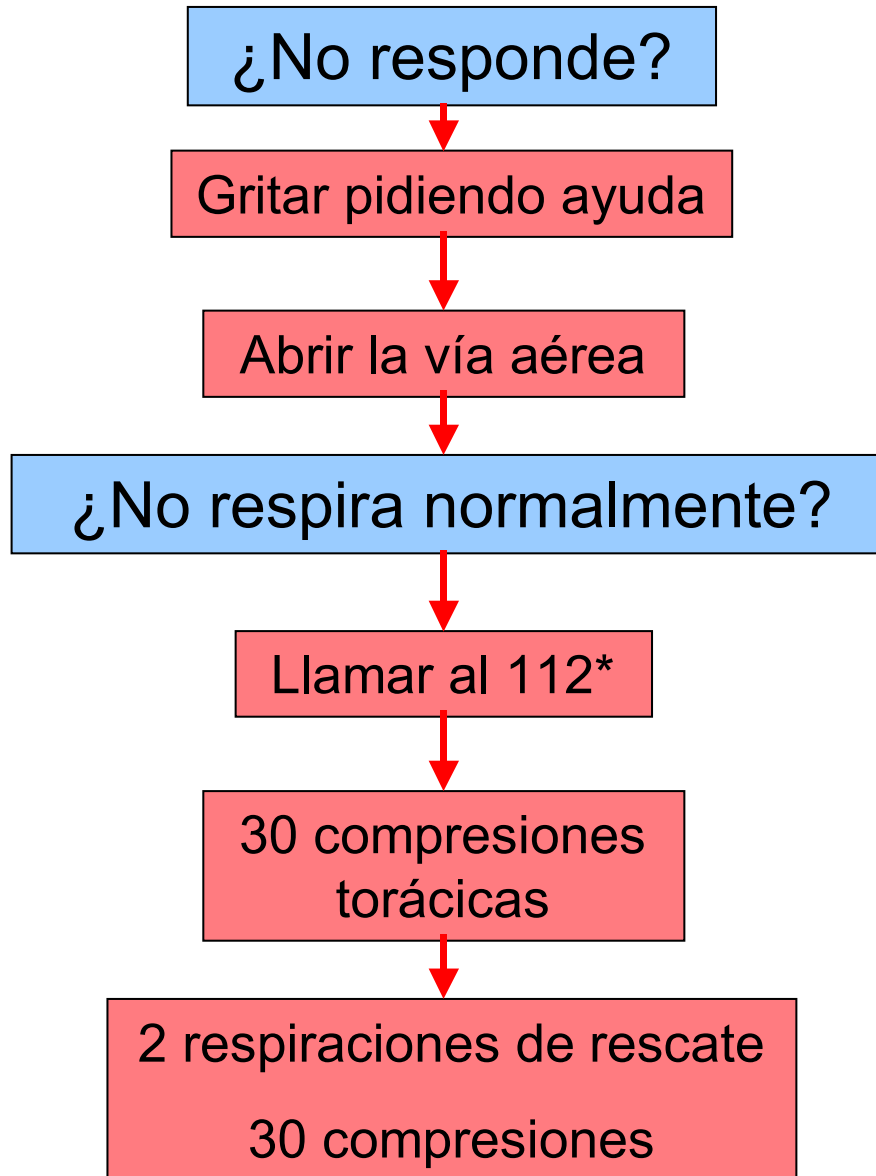 ¿No responde?
Gritar pidiendo ayuda
Abrir la vía aérea
¿No respira normalmente?
Llamar al 112*
30 compresiones
torácicas
2 respiraciones de rescate
30 compresiones